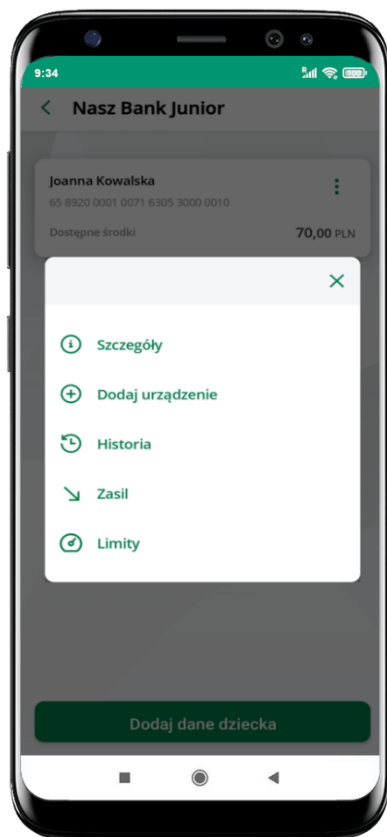 9:34
Nasz Bank Junior
Joanna Kowalska
65 8920 0001 0071 6305 3000 0010
Dostępne środki 70,00 PLN
Szczegóły
Dodaj urządzenie
Historia
Zasil
Limity
Dodaj dane dziecka